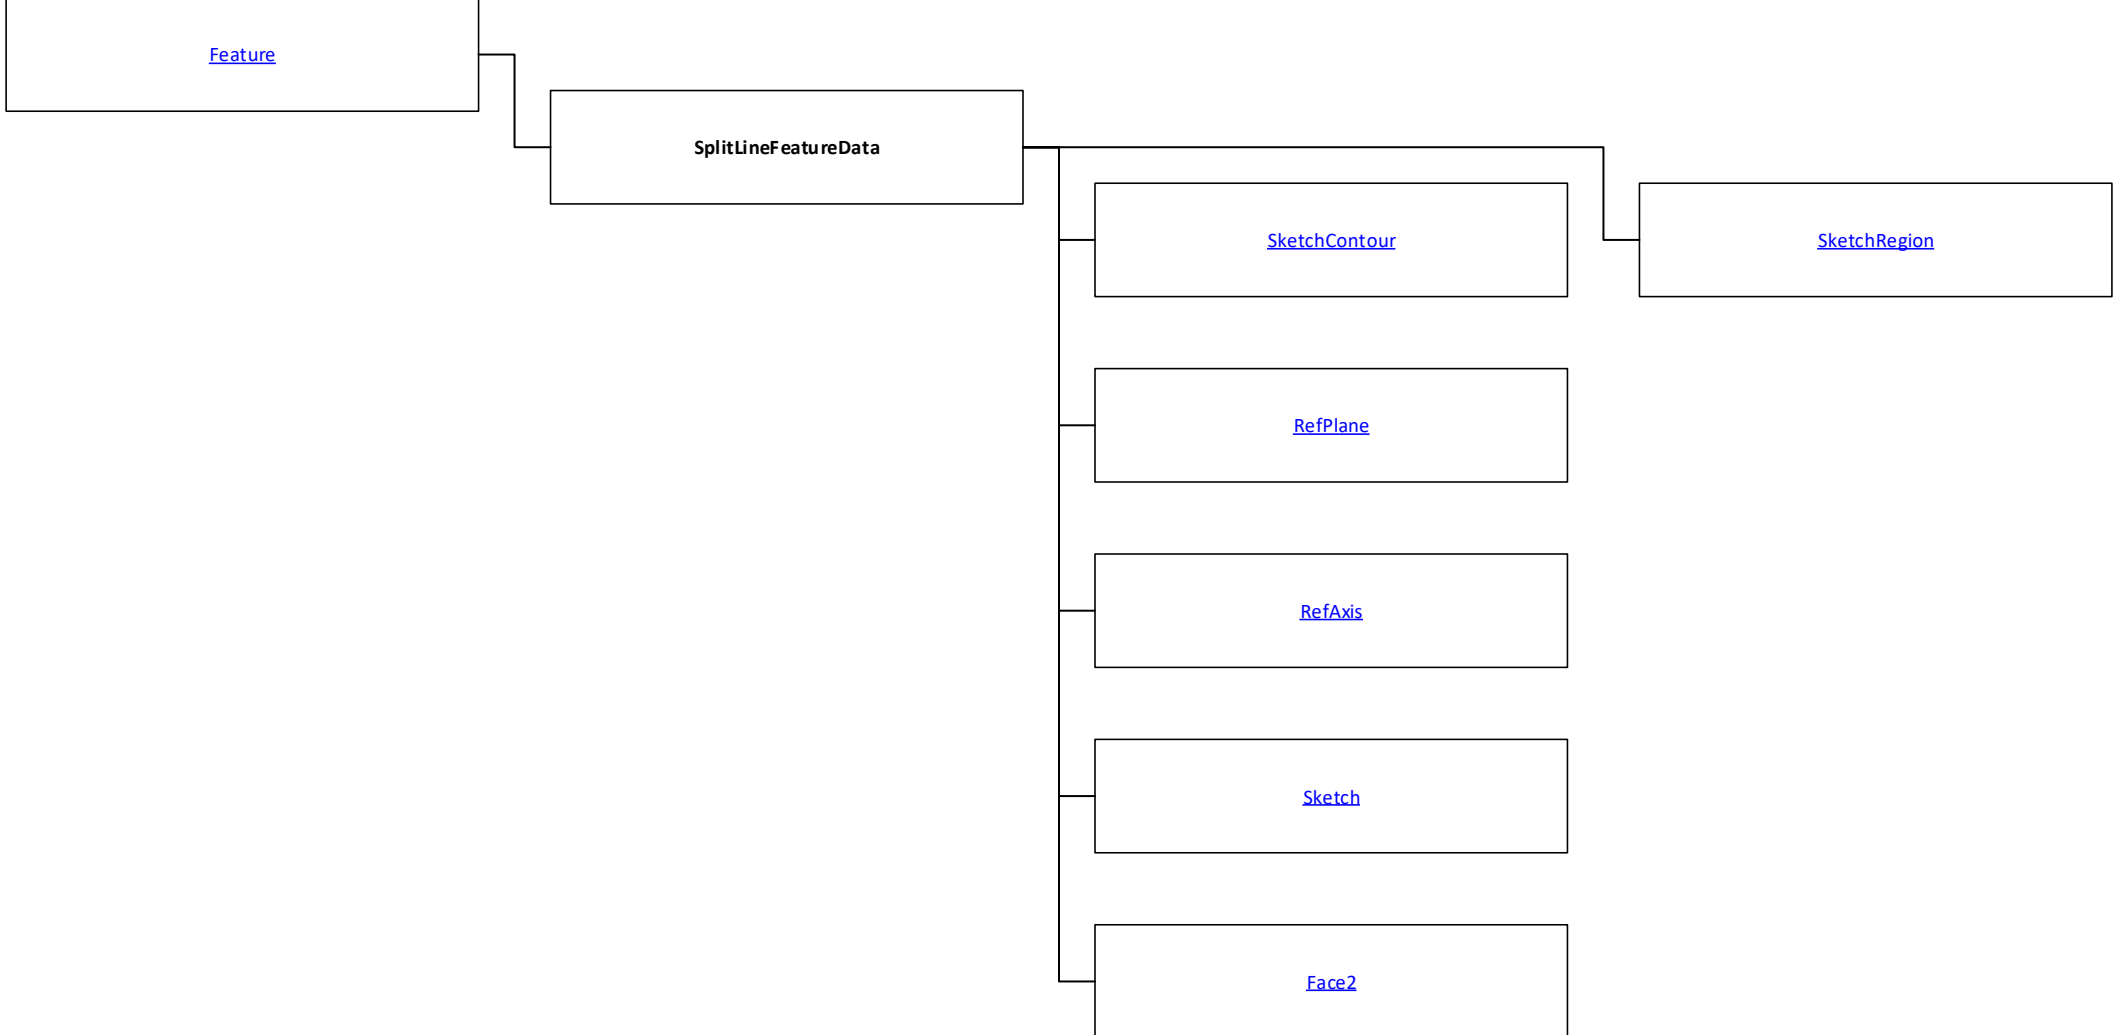 Feature
SplitLineFeatureData
SketchContour
SketchRegion
RefPlane
RefAxis
Sketch
Face2